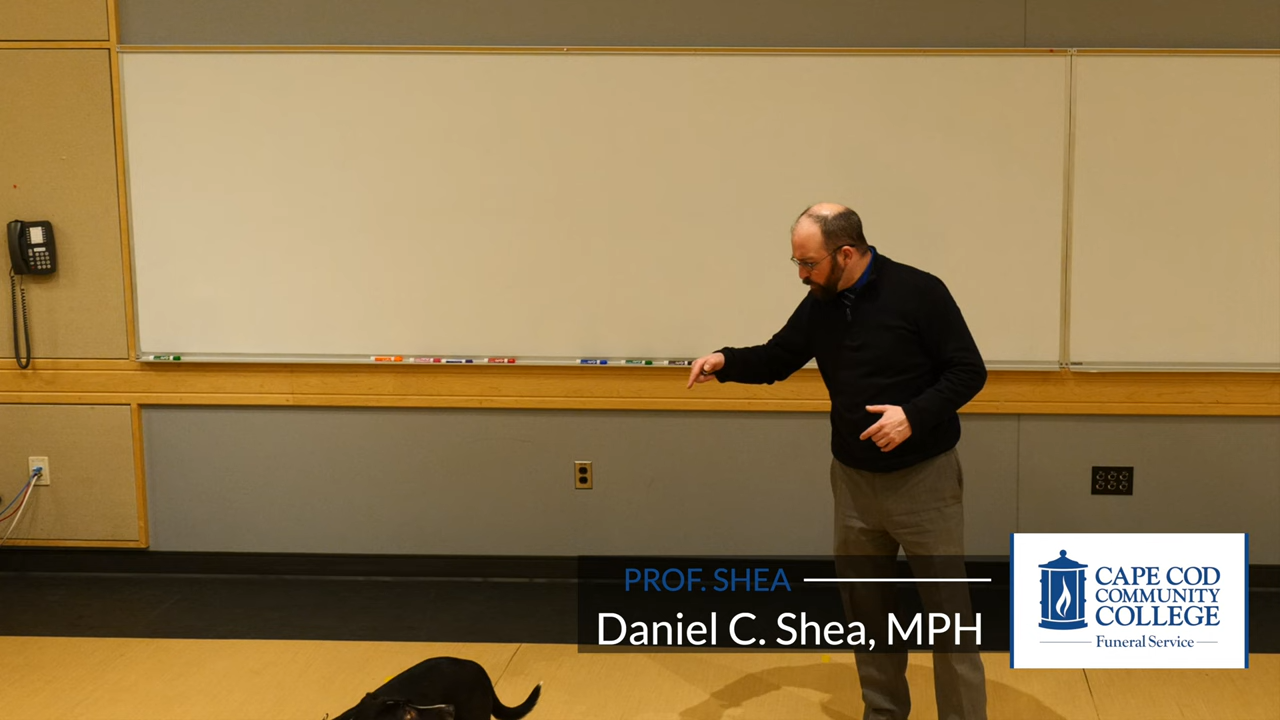 PROF. SHEA
Daniel C. Shea, MPH
CAPE COD
COMMUNITY
COLLEGE
Funeral Service